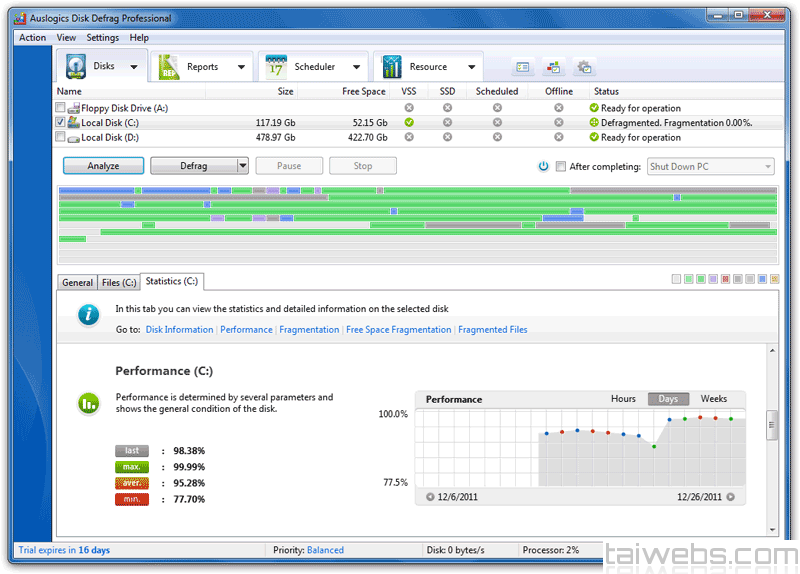 Auslogics Disk Defrag Professional
Action View Settings Help
Disks Reports Scheduler 17 Resource
Name Size Free Space VSS SSD Scheduled Offline Status
Floppy Disk Drive (A:) Ready for operation
Local Disk (C:) 117.19 Gb 52.15 Gb Defragmented. Fragmentation 0.00%.
Local Disk (D:) 478.97 Gb 422.70 Gb Ready for operation
Analyze Defrag Pause Stop After completing: Shut Down PC
General Files (C:) Statistics (C:)
In this tab you can view the statistics and detailed information on the selected disk
Go to: Disk Information | Performance | Fragmentation | Free Space Fragmentation | Fragmented Files
Performance (C:)
Performance is determined by several parameters and
shows the general condition of the disk.
last : 98.38%
max. : 99.99%
aver. : 95.28%
min. : 77.70%
Performance Hours Days Weeks
100.0%
77.5%
12/6/2011 12/26/2011
Trial expires in 16 days Priority: Balanced Disk: 0 bytes/s Processor: 2%
taiwebs.com